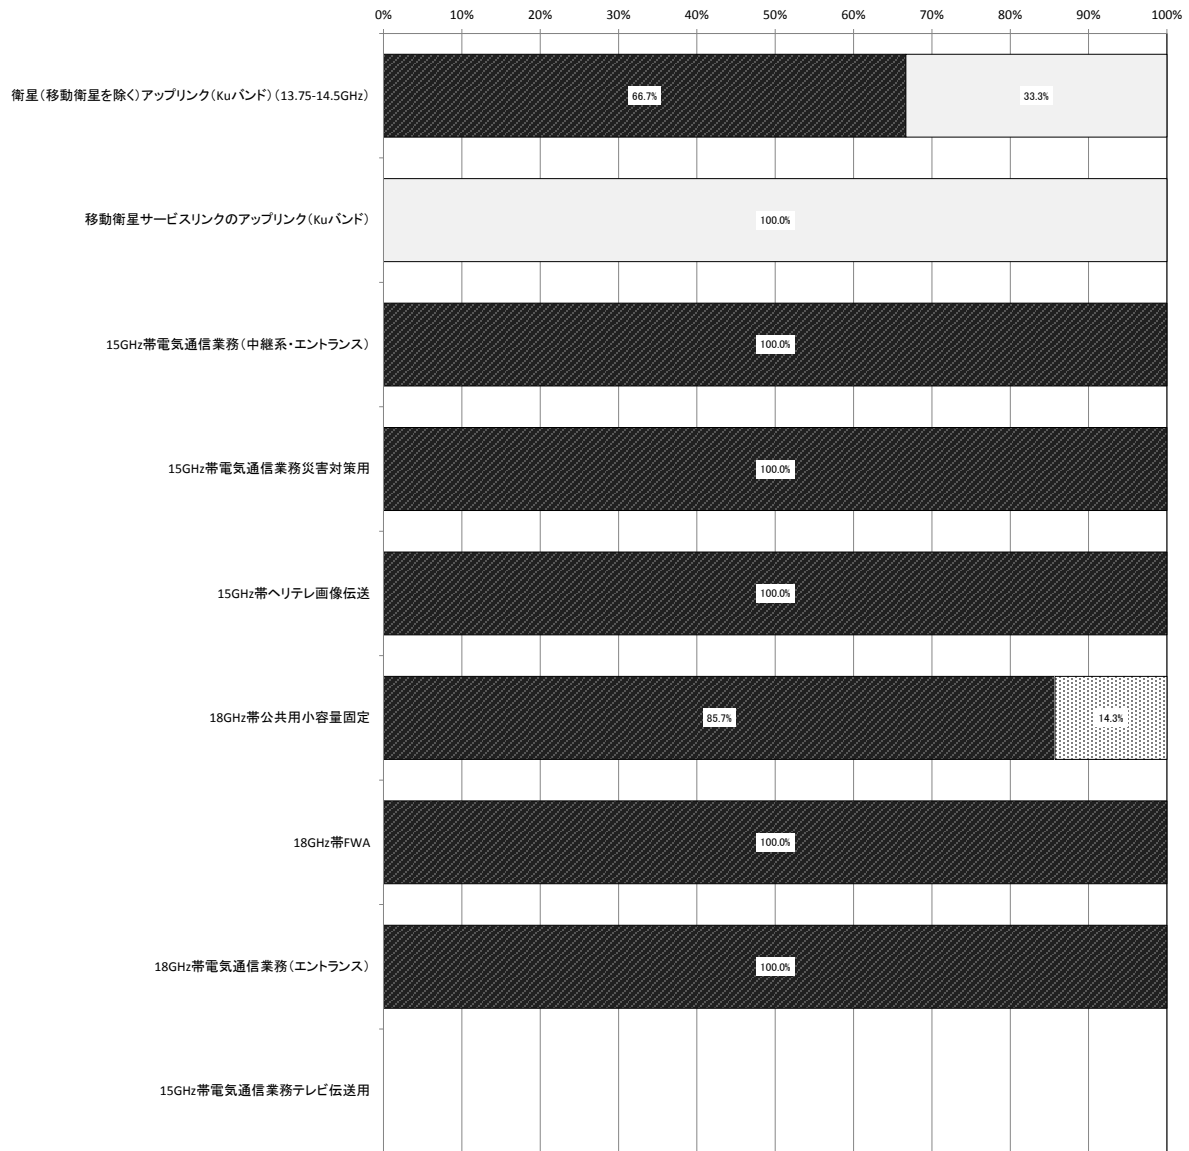 0% 10% 20% 30% 40% 50% 60% 70% 80% 90% 100%
衛星(移動衛星を除く)アップリンク(Kuバンド)(13.75-14.5GHz) 66.7% 33.3%
移動衛星サービスリンクのアップリンク(Kuバンド) 100.0%
15GHz帯電気通信業務(中継系・エントランス) 100.0%
15GHz帯電気通信業務災害対策用 100.0%
15GHz帯ヘリテレ画像伝送 100.0%
18GHz帯公共用小容量固定 85.7% 14.3%
18GHz帯FWA 100.0%
18GHz帯電気通信業務(エントランス) 100.0%
15GHz帯電気通信業務テレビ伝送用